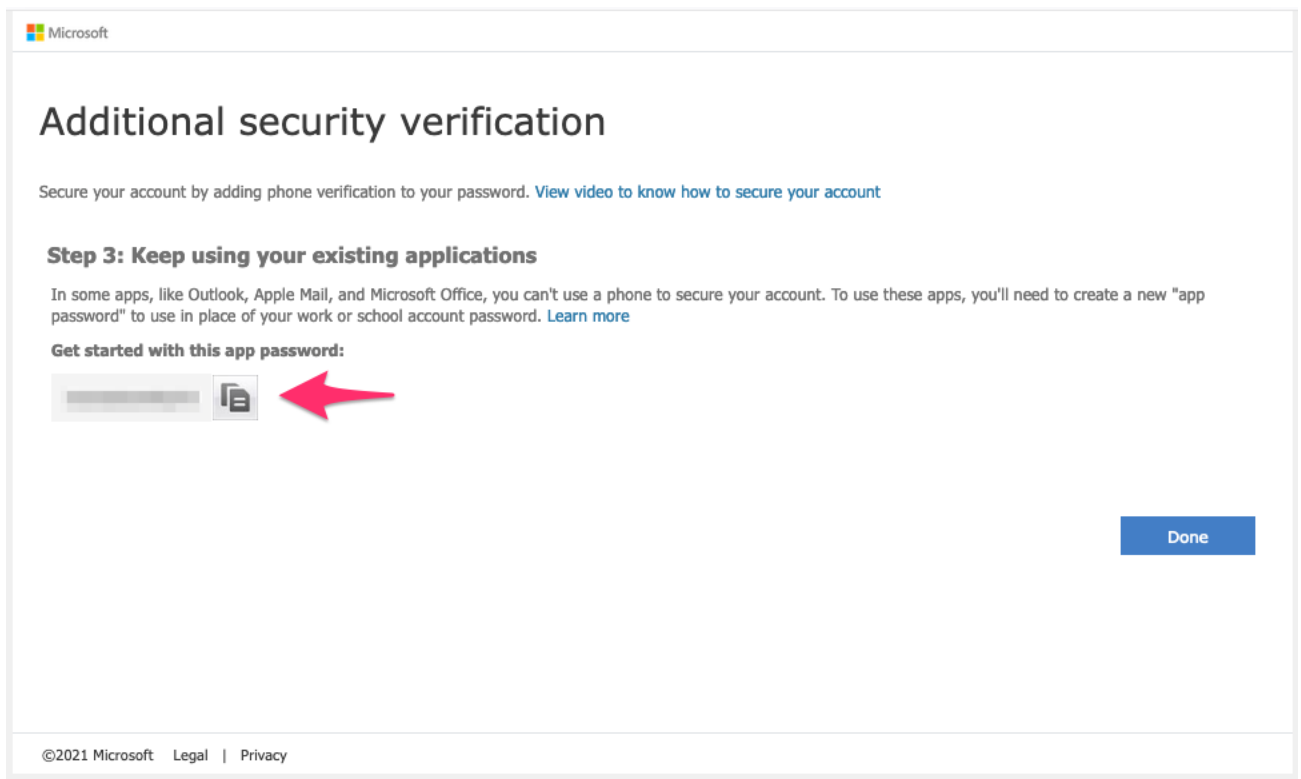 Microsoft
Additional security verification
Secure your account by adding phone verification to your password. View video to know how to secure your account
Step 3: Keep using your existing applications
In some apps, like Outlook, Apple Mail, and Microsoft Office, you can't use a phone to secure your account. To use these apps, you'll need to create a new "app
password" to use in place of your work or school account password. Learn more
Get started with this app password:
Done
©2021 Microsoft Legal | Privacy